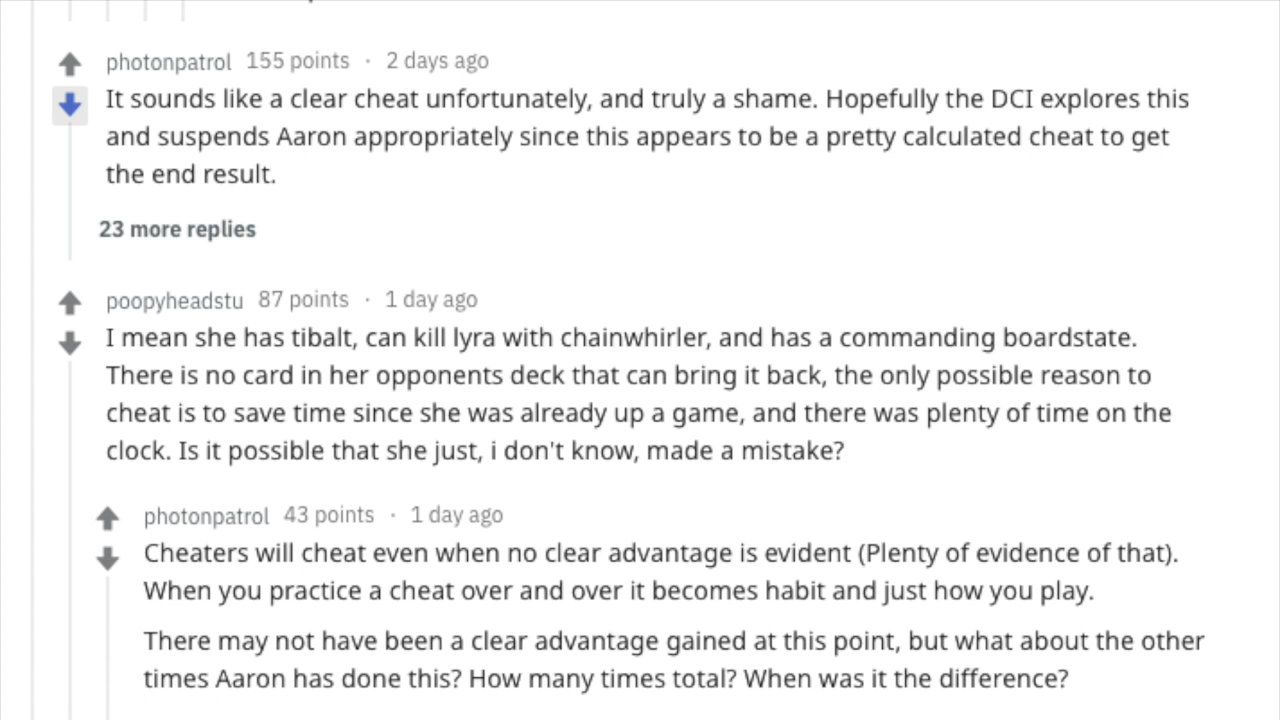 photonpatrol 155 points · 2 days ago
It sounds like a clear cheat unfortunately, and truly a shame. Hopefully the DCI explores this
and suspends Aaron appropriately since this appears to be a pretty calculated cheat to get
the end result.
23 more replies
poopyheadstu 87 points · 1 day ago
I mean she has tibalt, can kill lyra with chainwhirler, and has a commanding boardstate.
There is no card in her opponents deck that can bring it back, the only possible reason to
cheat is to save time since she was already up a game, and there was plenty of time on the
clock. Is it possible that she just, i don't know, made a mistake?
photonpatrol 43 points · 1 day ago
Cheaters will cheat even when no clear advantage is evident (Plenty of evidence of that).
When you practice a cheat over and over it becomes habit and just how you play.
There may not have been a clear advantage gained at this point, but what about the other
times Aaron has done this? How many times total? When was it the difference?